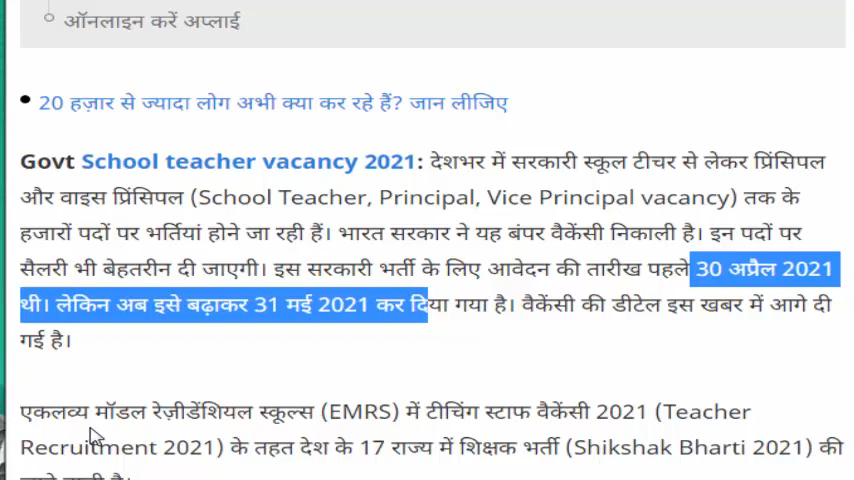 ऑनलाइन करें अप्लाई
20 हज़ार से ज्यादा लोग अभी क्या कर रहे हैं? जान लीजिए
Govt School teacher vacancy 2021: देशभर में सरकारी स्कूल टीचर से लेकर प्रिंसिपल
और वाइस प्रिंसिपल (School Teacher, Principal, Vice Principal vacancy) तक के
हजारों पदों पर भर्तियां होने जा रही हैं। भारत सरकार ने यह बंपर वैकेंसी निकाली है। इन पदों पर
सैलरी भी बेहतरीन दी जाएगी। इस सरकारी भर्ती के लिए आवेदन की तारीख पहले 30 अप्रैल 2021
थी। लेकिन अब इसे बढ़ाकर 31 मई 2021 कर दिया गया है। वैकेंसी की डीटेल इस खबर में आगे दी
गई है।
एकलव्य मॉडल रेज़ीडेंशियल स्कूल्स (EMRS) में टीचिंग स्टाफ वैकेंसी 2021 (Teacher
Recruitment 2021) के तहत देश के 17 राज्य में शिक्षक भर्ती (Shikshak Bharti 2021) की